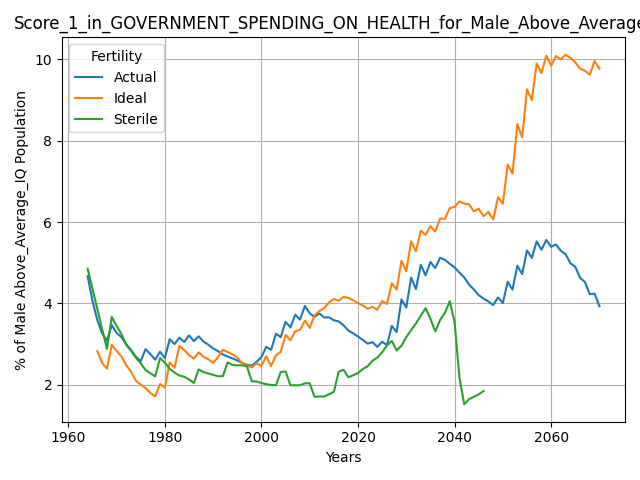 Score_1_in_GOVERNMENT_SPENDING_ON_HEALTH_for_Male_Above_Average
Fertility
Actual
Ideal
Sterile
% of Male Above_Average_IQ Population
10
8
6
4
2
1960 1980 2000 2020 2040 2060
Years